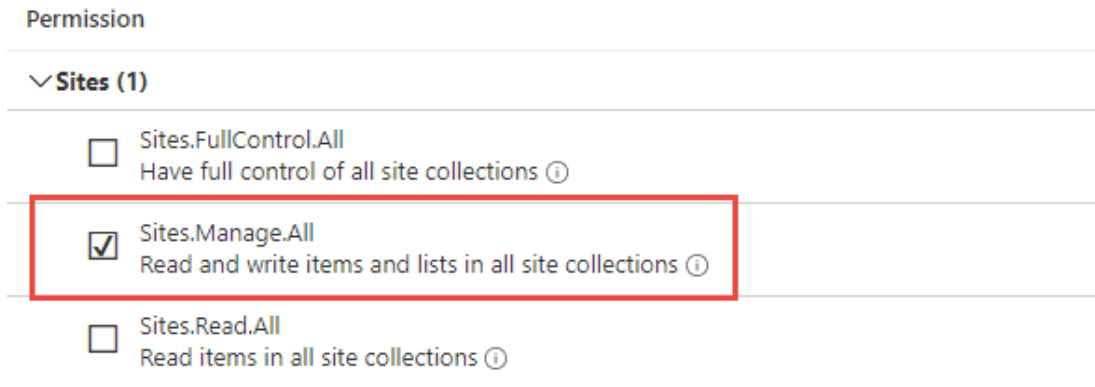 Permission
Sites (1)
Sites.FullControl.All
Have full control of all site collections
Sites.Manage.All
Read and write items and lists in all site collections
Sites.Read.All
Read items in all site collections